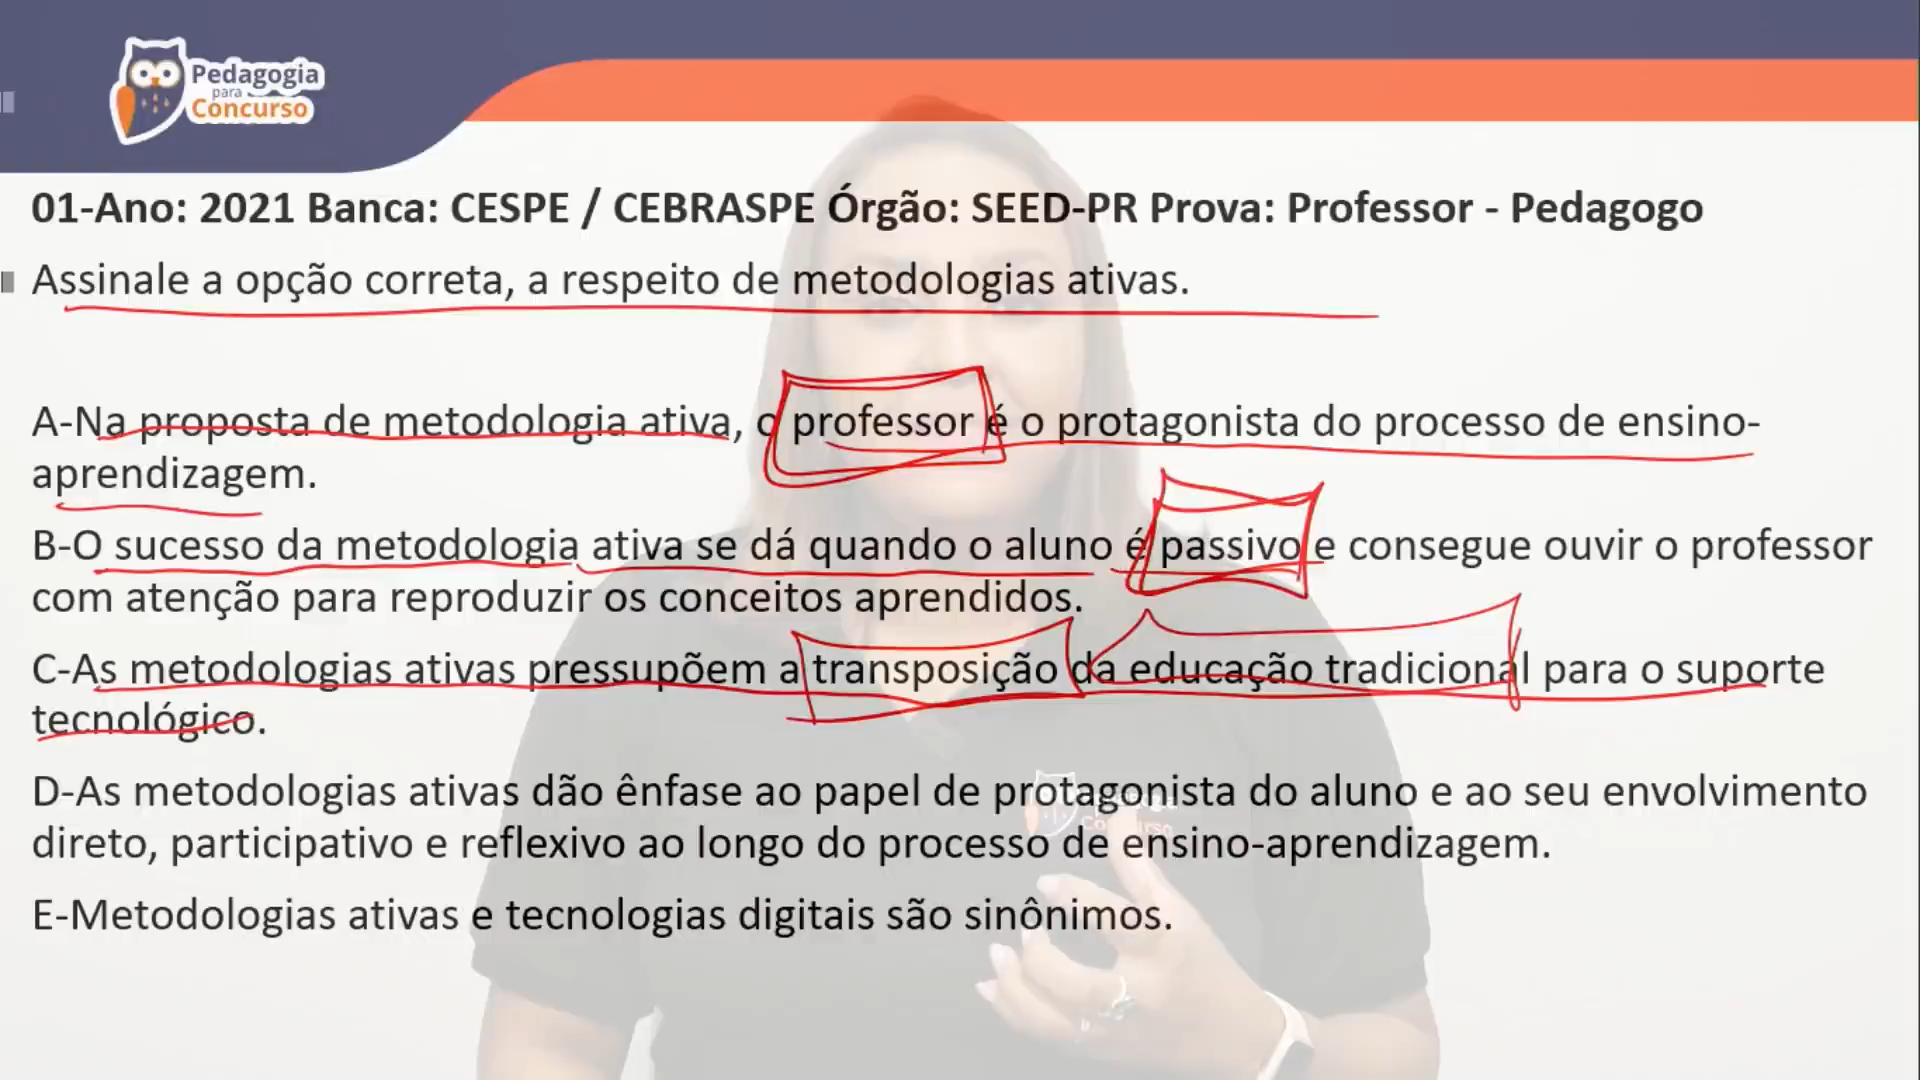 Pedagogia
para
Concurso
01-Ano: 2021 Banca: CESPE / CEBRASPE Órgão: SEED-PR Prova: Professor - Pedagogo
Assinale a opção correta, a respeito de metodologias ativas.
A-Na proposta de metodologia ativa, o professor é o protagonista do processo de ensino-
aprendizagem.
B-O sucesso da metodologia ativa se dá quando o aluno é passivo e consegue ouvir o professor
com atenção para reproduzir os conceitos aprendidos.
C-As metodologias ativas pressupõem a transposição da educação tradicional para o suporte
tecnológico.
D-As metodologias ativas dão ênfase ao papel de protagonista do aluno e ao seu envolvimento
direto, participativo e reflexivo ao longo do processo de ensino-aprendizagem.
E-Metodologias ativas e tecnologias digitais são sinônimos.